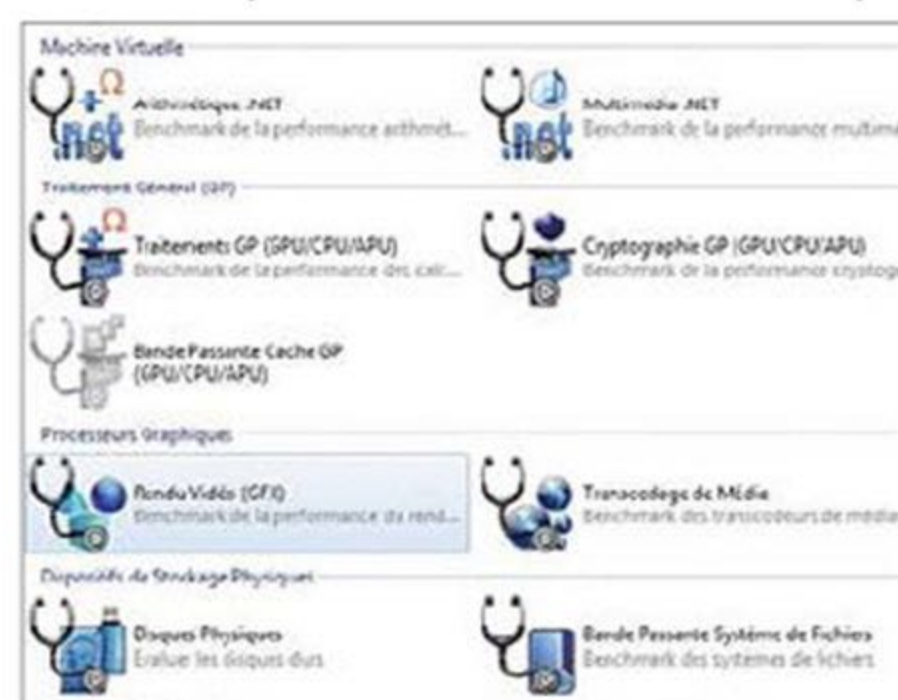 Machine Virtuelle
Arithmétique .NET
Benchmark de la performance arithmét...
Multimédia .NET
Benchmark de la performance multimé
Traitement Général (GP)
Traitements GP (GPU/CPU/APU)
Benchmark de la performance des calc...
Cryptographie GP (GPU/CPU/APU)
Benchmark de la performance cryptog
Bande Passante Cache GP
(GPU/CPU/APU)
Processeurs Graphiques
Rendu Vidéo (GFX)
Benchmark de la performance du rend...
Transcodage de Média
Benchmark des transcodeurs de média
Dispositifs de Stockage Physiques
Disques Physiques
Evaluer les disques durs
Bande Passante Système de Fichiers
Benchmark des systèmes de fichiers